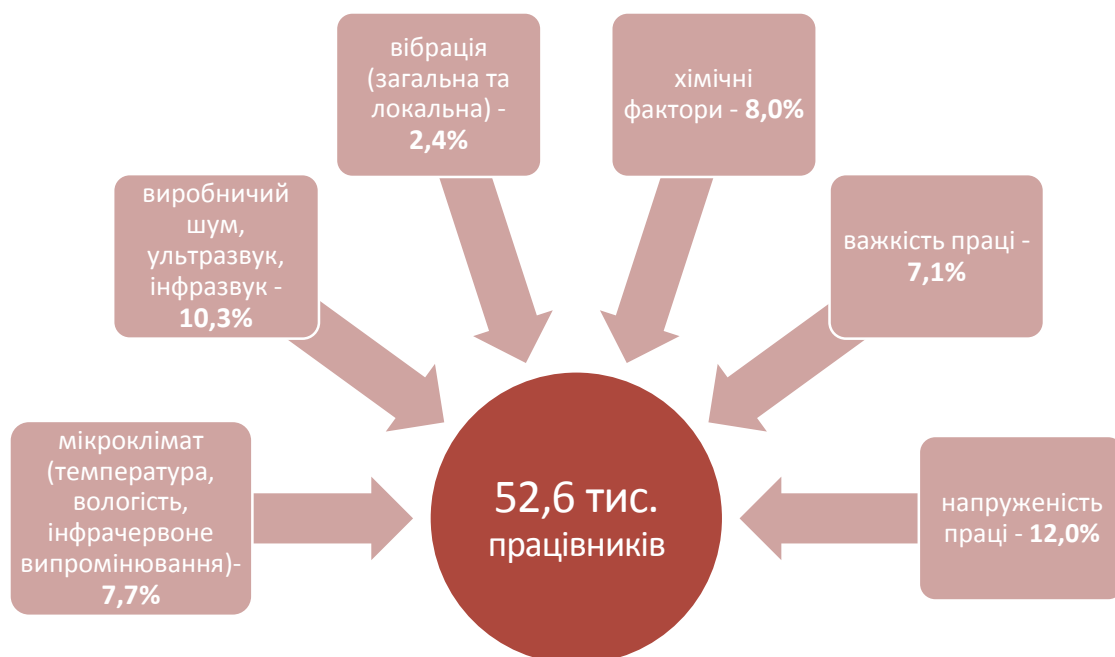 вібрація
(загальна та
локальна) -
2,4%
хімічні
фактори - 8,0%
виробничий
шум,
ультразвук,
інфразвук -
10,3%
важкість праці -
7,1%
мікроклімат
(температура,
вологість,
інфрачервоне
випромінювання)-
7,7%
52,6 тис.
працівників
напруженість
праці - 12,0%